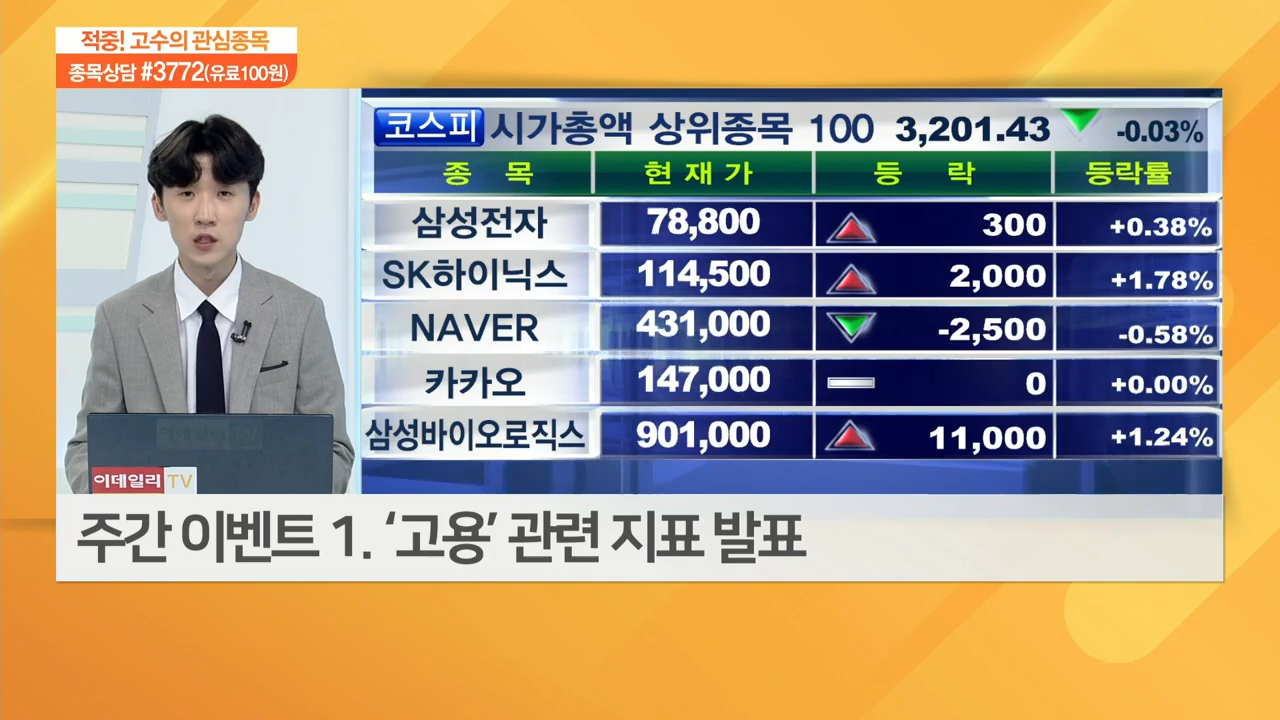 적중! 고수의 관심종목
종목상담 #3772(유료100원)
코스피 시가총액 상위종목 100 3,201.43 -0.03%
종 목 현재가 등 락 등락률
삼성전자 78,800 300 +0.38%
SK하이닉스 114,500 2,000 +1.78%
NAVER 431,000 -2,500 -0.58%
카카오 147,000 0 +0.00%
삼성바이오로직스 901,000 11,000 +1.24%
이데일리 TV
이데일리 TV
주간 이벤트 1. ‘고용’ 관련 지표 발표